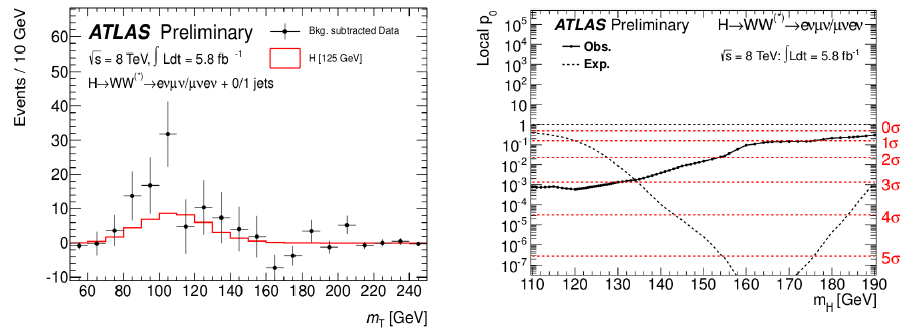 ATLAS Preliminary
Bkg. subtracted Data
√s = 8 TeV, ∫ Ldt = 5.8 fb⁻¹
H [125 GeV]
H→WW(*)→eνμν/μνeν + 0/1 jets
Events / 10 GeV
60
50
40
30
20
10
0
-10
60 80 100 120 140 160 180 200 220 240
m_T [GeV]
ATLAS Preliminary
H→WW(*)→eνμν/μνeν
Obs.
√s = 8 TeV: ∫Ldt = 5.8 fb⁻¹
Exp.
Local p₀
10⁵
10⁴
10³
10²
10
1
10⁻¹
10⁻²
10⁻³
10⁻⁴
10⁻⁵
10⁻⁶
10⁻⁷
0σ
1σ
2σ
3σ
4σ
5σ
110 120 130 140 150 160 170 180 190
m_H [GeV]